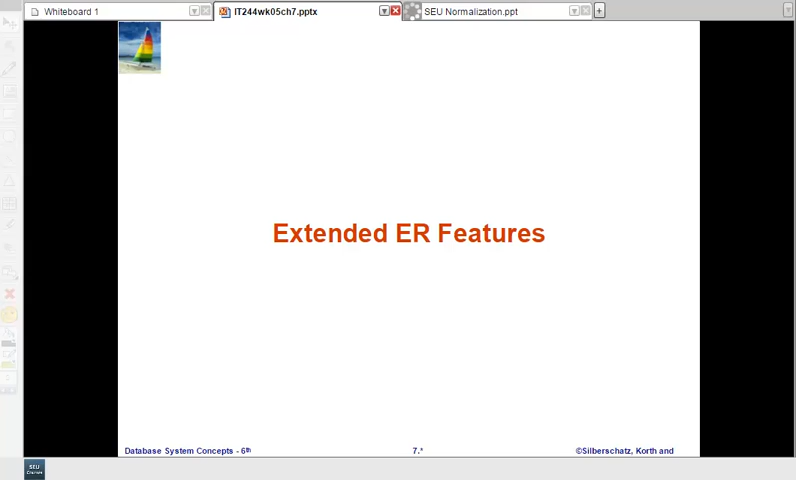 Whiteboard 1
IT244wk05ch7.pptx
SEU Normalization.ppt
Extended ER Features
Database System Concepts - 6th
7.*
©Silberschatz, Korth and
SEU